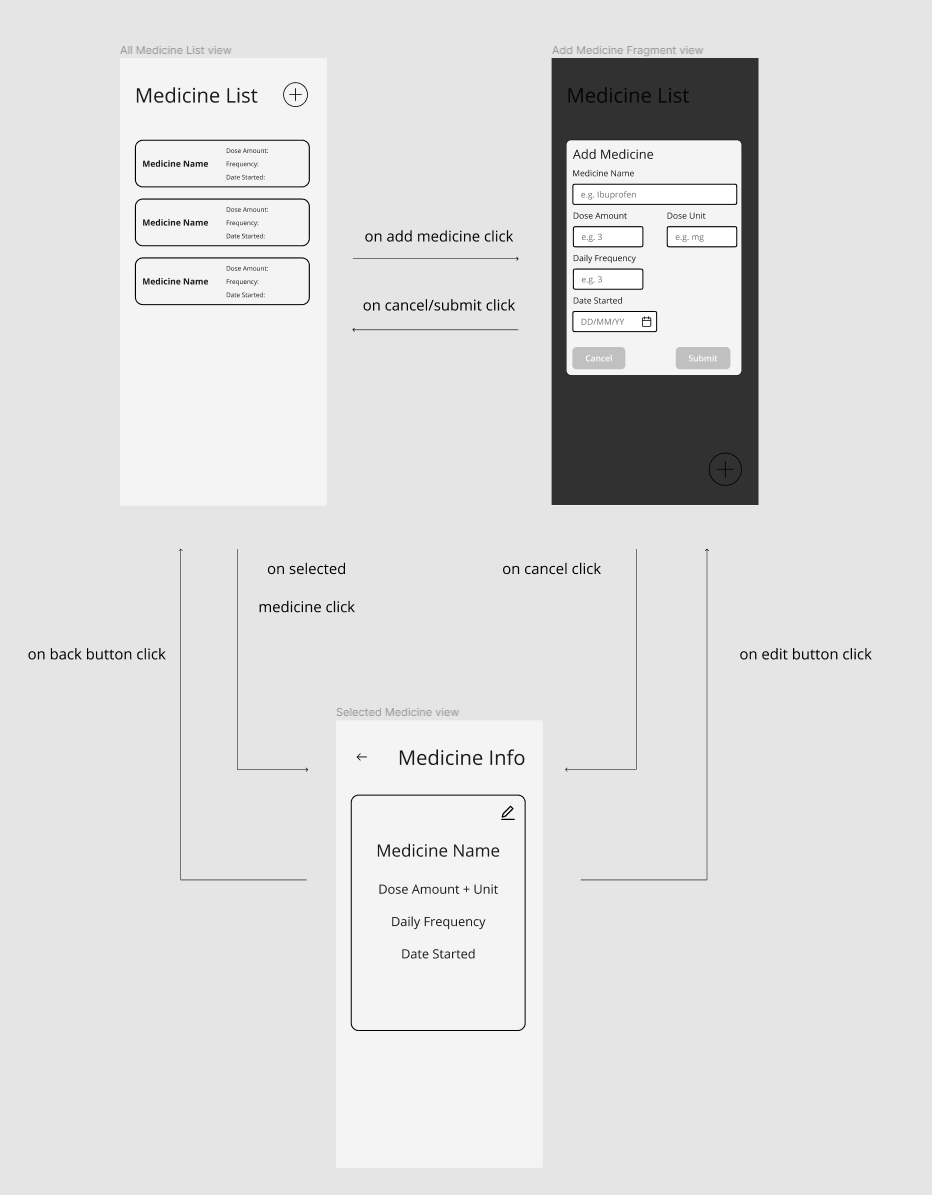 All Medicine List view
Medicine List
Medicine Name
Dose Amount:
Frequency:
Date Started:
Medicine Name
Dose Amount:
Frequency:
Date Started:
Medicine Name
Dose Amount:
Frequency:
Date Started:
on add medicine click
on cancel/submit click
Add Medicine Fragment view
Medicine List
Add Medicine
Medicine Name
e.g. Ibuprofen
Dose Amount
Dose Unit
e.g. 3
e.g. mg
Daily Frequency
e.g. 3
Date Started
DD/MM/YY
Cancel
Submit
on selected
medicine click
on cancel click
on back button click
on edit button click
Selected Medicine view
Medicine Info
Medicine Name
Dose Amount + Unit
Daily Frequency
Date Started